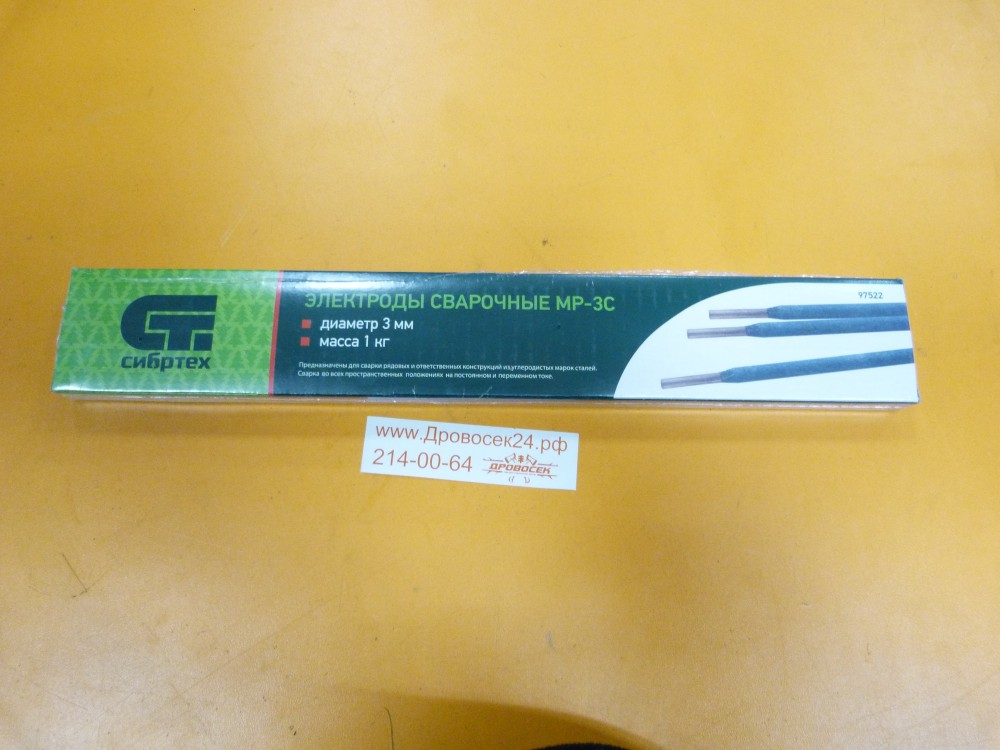 сибртех
ЭЛЕКТРОДЫ СВАРОЧНЫЕ МР-3С
диаметр 3 мм
масса 1 кг
Предназначены для сварки рядовых и ответственных конструкций из углеродистых марок сталей.
Сварка во всех пространственных положениях на постоянном и переменном токе.
97522
www.Дровосек24.рф
214-00-64
ДРОВОСЕК